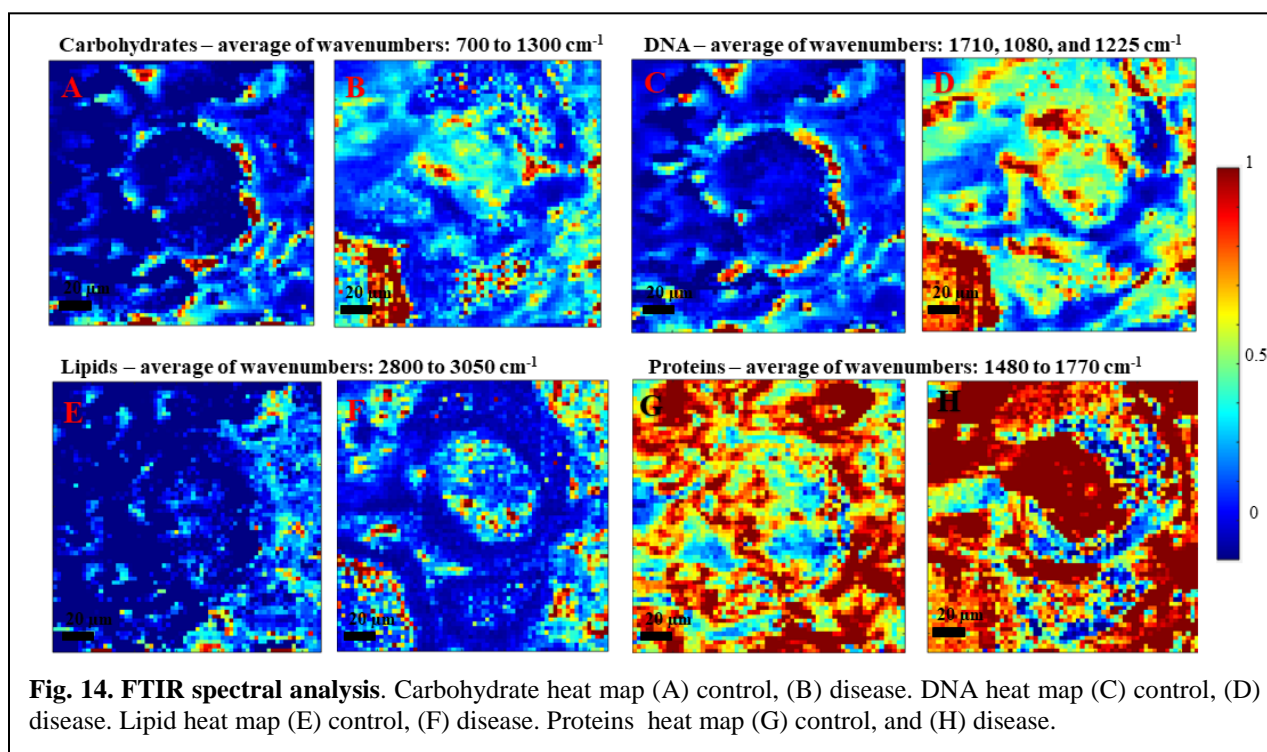 Carbohydrates – average of wavenumbers: 700 to 1300 cm-1
DNA – average of wavenumbers: 1710, 1080, and 1225 cm-1
A
B
C
D
20 µm
20 µm
20 µm
20 µm
1
0.5
0
Lipids – average of wavenumbers: 2800 to 3050 cm-1
Proteins – average of wavenumbers: 1480 to 1770 cm-1
E
F
G
H
20 µm
20 µm
20 µm
20 µm
Fig. 14. FTIR spectral analysis. Carbohydrate heat map (A) control, (B) disease. DNA heat map (C) control, (D)
disease. Lipid heat map (E) control, (F) disease. Proteins heat map (G) control, and (H) disease.